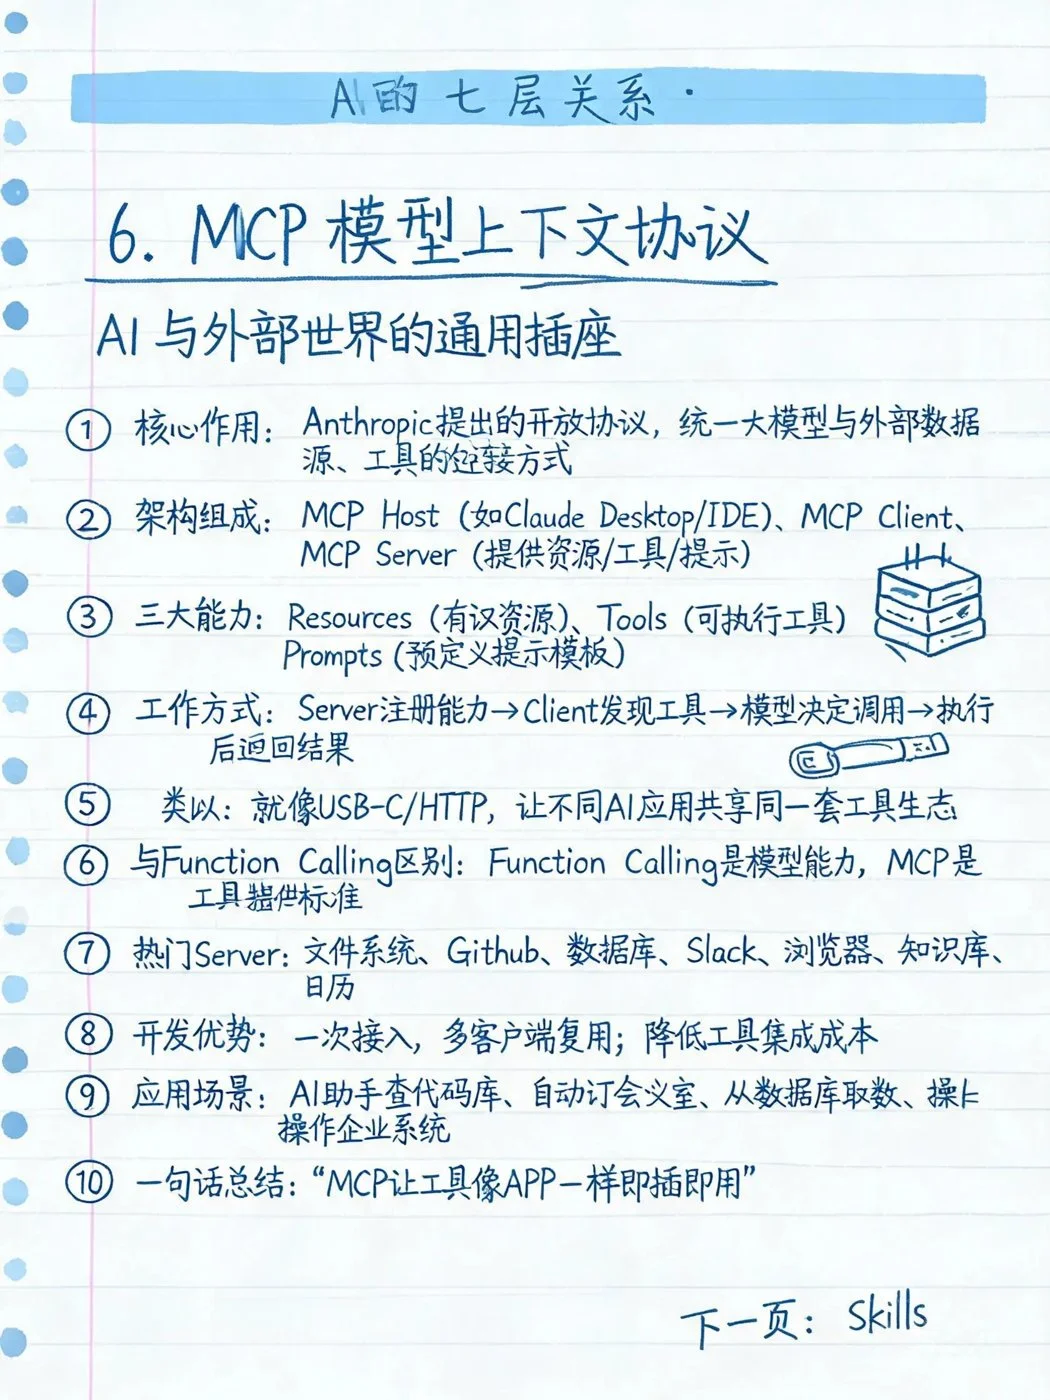 AI的七层关系·
6. MCP 模型上下文协议
AI 与外部世界的通用插座
① 核心作用： Anthropic提出的开放协议，统一大模型与外部数据
源、工具的连接方式
② 架构组成： MCP Host（如Claude Desktop/IDE）、MCP Client、
MCP Server（提供资源/工具/提示）
③ 三大能力： Resources（有议资源）、Tools（可执行工具）
Prompts（预定义提示模板）
④ 工作方式： Server注册能力→Client发现工具→模型决定调用→执行
后返回结果
⑤ 类以：就像USB-C/HTTP，让不同AI应用共享同一套工具生态
⑥ 与Function Calling区别： Function Calling是模型能力，MCP是
工具 标准
⑦ 热门Server：文件系统、Github、数据库、Slack、浏览器、知识库、
日历
⑧ 开发优势： 一次接入，多客户端复用；降低工具集成成本
⑨ 应用场景： AI助手查代码库、自动订会议室、从数据库取数、操
操作企业系统
⑩ 一句话总结：“MCP让工具像APP一样即插即用”
下一页： Skills